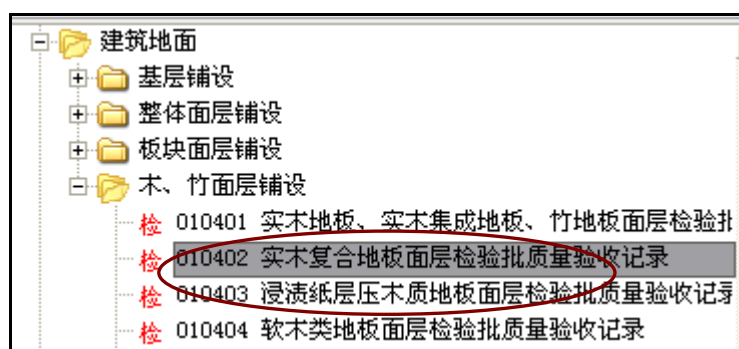 建筑地面
基层铺设
整体面层铺设
板块面层铺设
木、竹面层铺设
检 010401 实木地板、实木集成地板、竹地板面层检验批
检 010402 实木复合地板面层检验批质量验收记录
检 010403 浸渍纸层压木质地板面层检验批质量验收记录
检 010404 软木类地板面层检验批质量验收记录